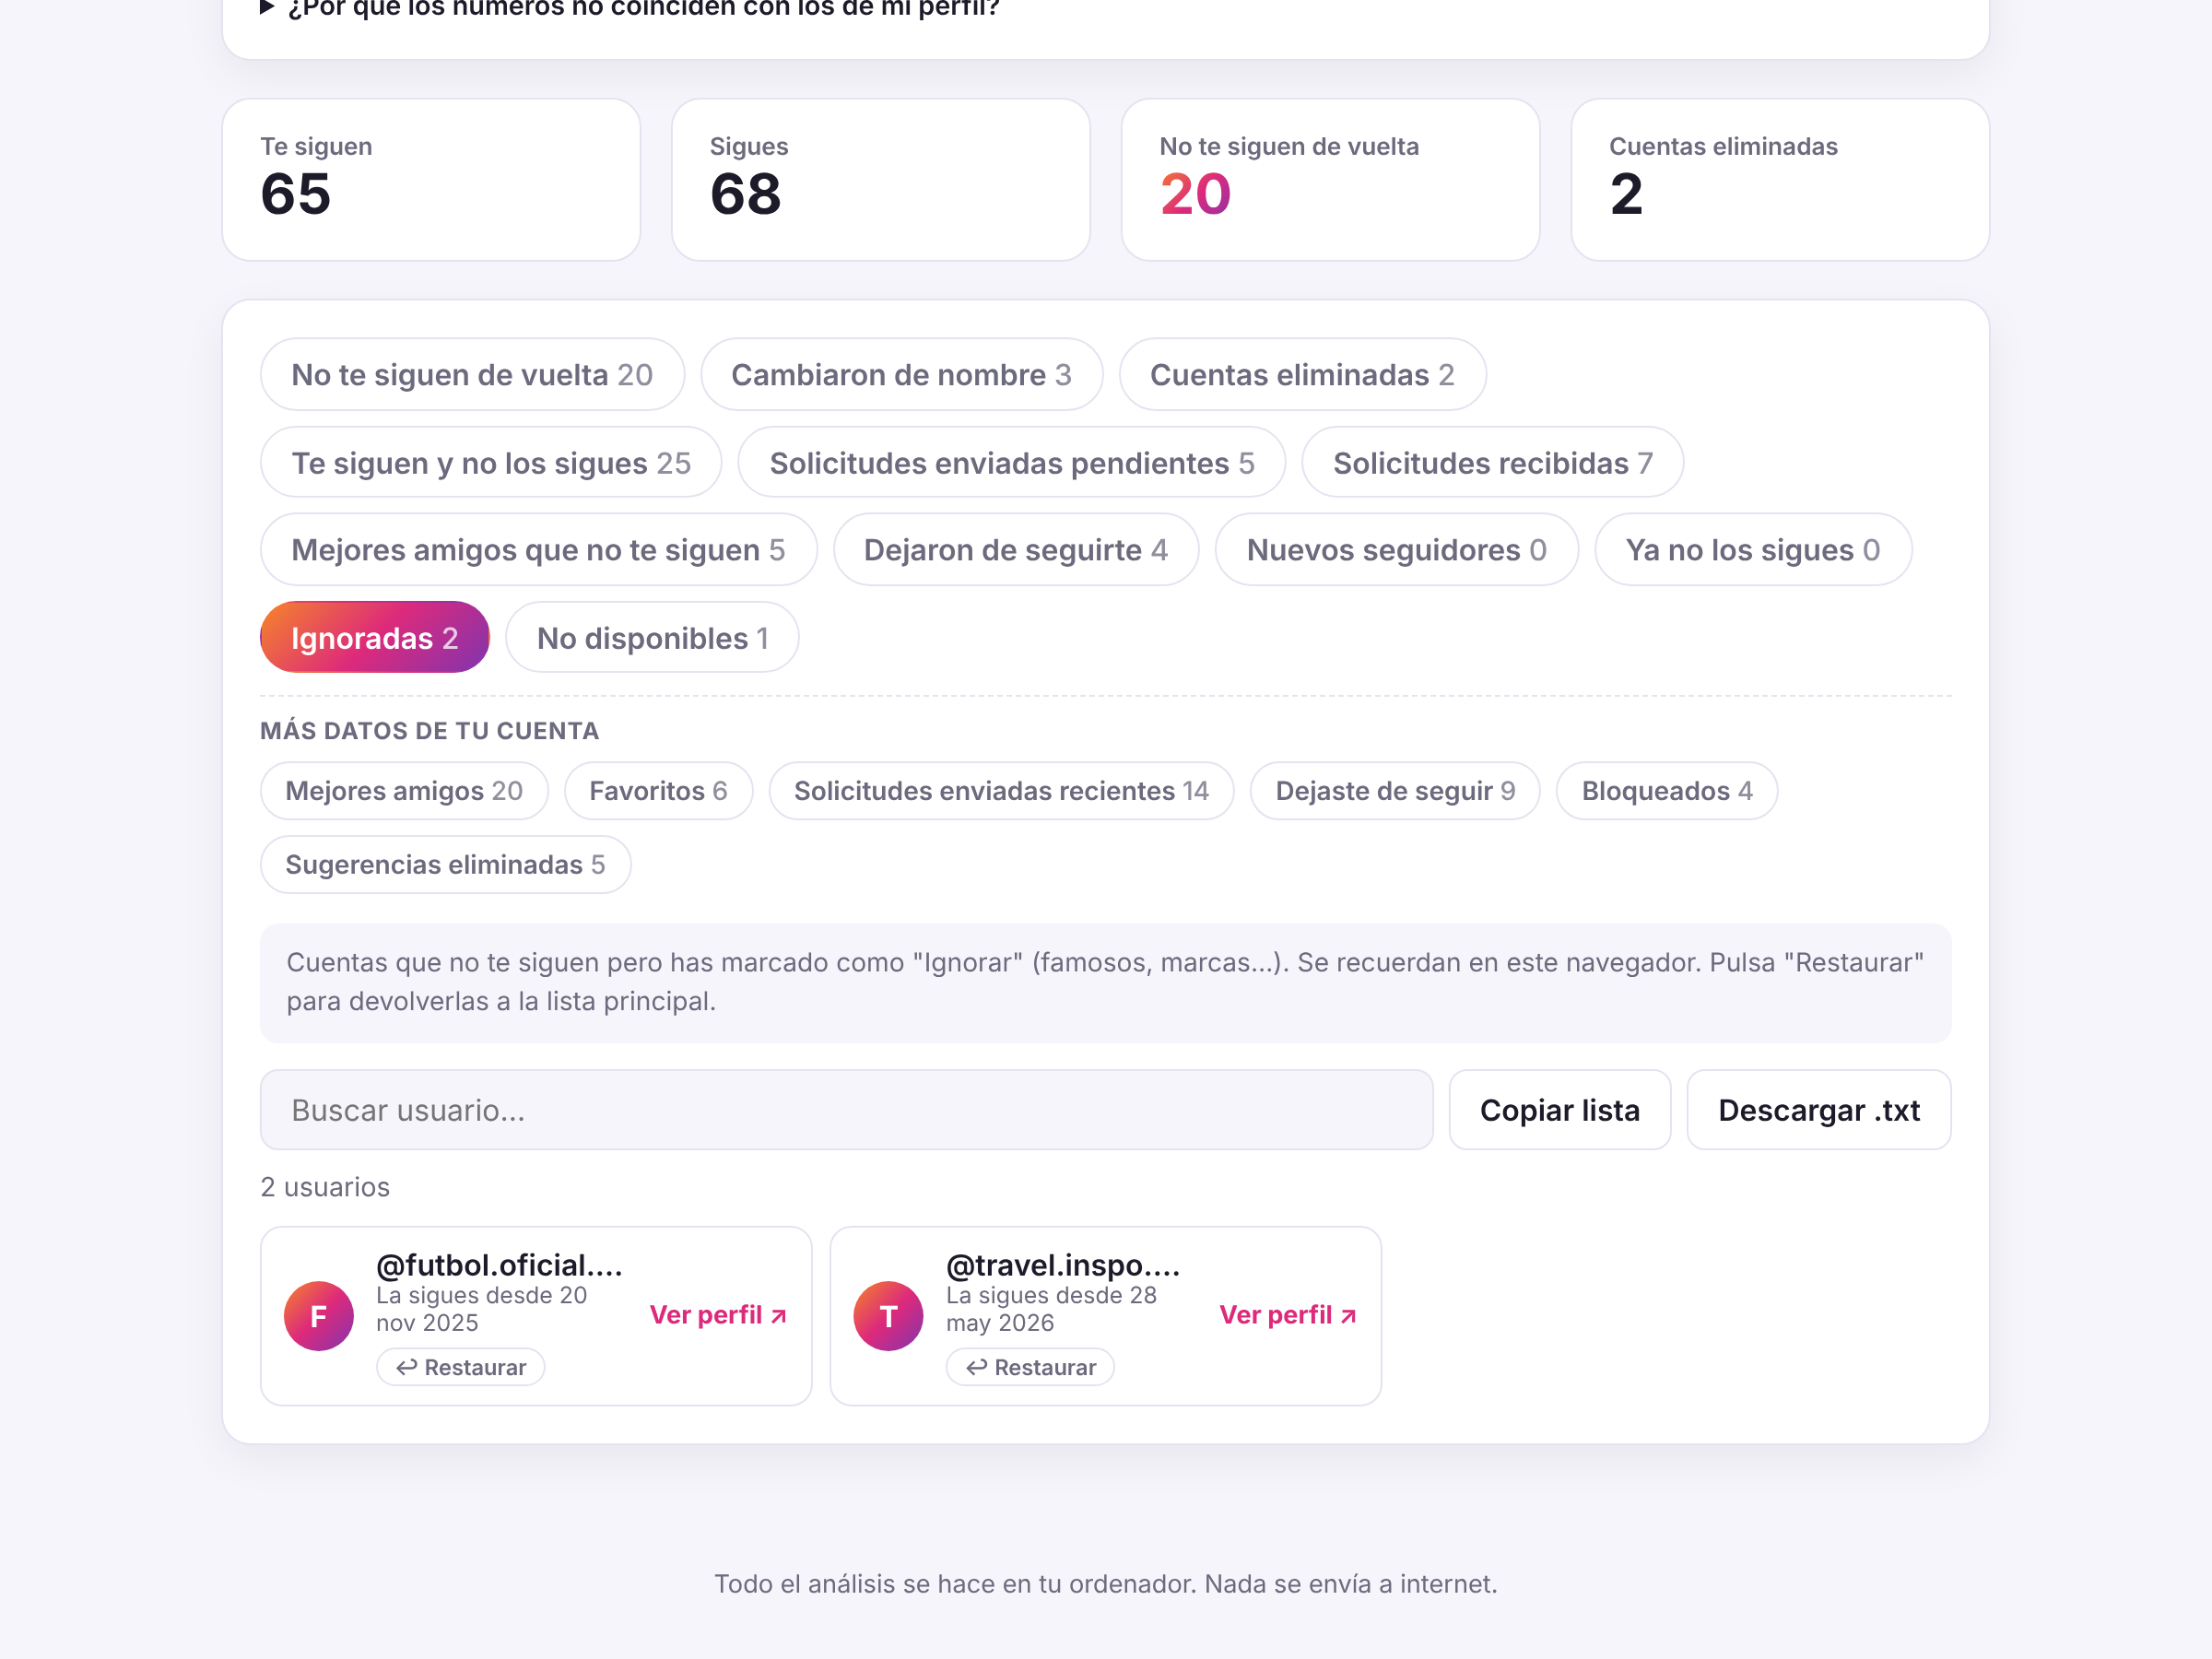 ¿Por qué los números no coinciden con los de mi perfil?
Te siguen
65
Sigues
68
No te siguen de vuelta
20
Cuentas eliminadas
2
No te siguen de vuelta 20
Cambiaron de nombre 3
Cuentas eliminadas 2
Te siguen y no los sigues 25
Solicitudes enviadas pendientes 5
Solicitudes recibidas 7
Mejores amigos que no te siguen 5
Dejaron de seguirte 4
Nuevos seguidores 0
Ya no los sigues 0
Ignoradas 2
No disponibles 1
MÁS DATOS DE TU CUENTA
Mejores amigos 20
Favoritos 6
Solicitudes enviadas recientes 14
Dejaste de seguir 9
Bloqueados 4
Sugerencias eliminadas 5
Cuentas que no te siguen pero has marcado como "Ignorar" (famosos, marcas...). Se recuerdan en este navegador. Pulsa "Restaurar"
para devolverlas a la lista principal.
Buscar usuario...
Copiar lista
Descargar .txt
2 usuarios
F
@futbol.oficial....
La sigues desde 20
nov 2025
↩ Restaurar
Ver perfil ↗
T
@travel.inspo....
La sigues desde 28
may 2026
↩ Restaurar
Ver perfil ↗
Todo el análisis se hace en tu ordenador. Nada se envía a internet.